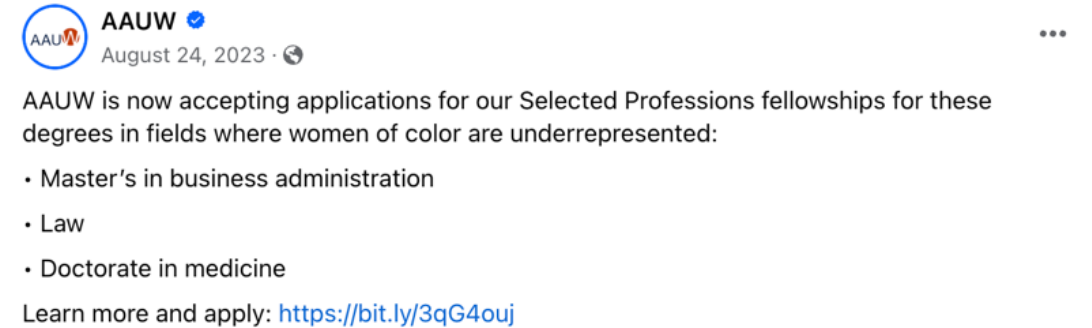 AAUW
AAUW
August 24, 2023 ·
AAUW is now accepting applications for our Selected Professions fellowships for these
degrees in fields where women of color are underrepresented:
• Master’s in business administration
• Law
• Doctorate in medicine
Learn more and apply: https://bit.ly/3qG4ouj